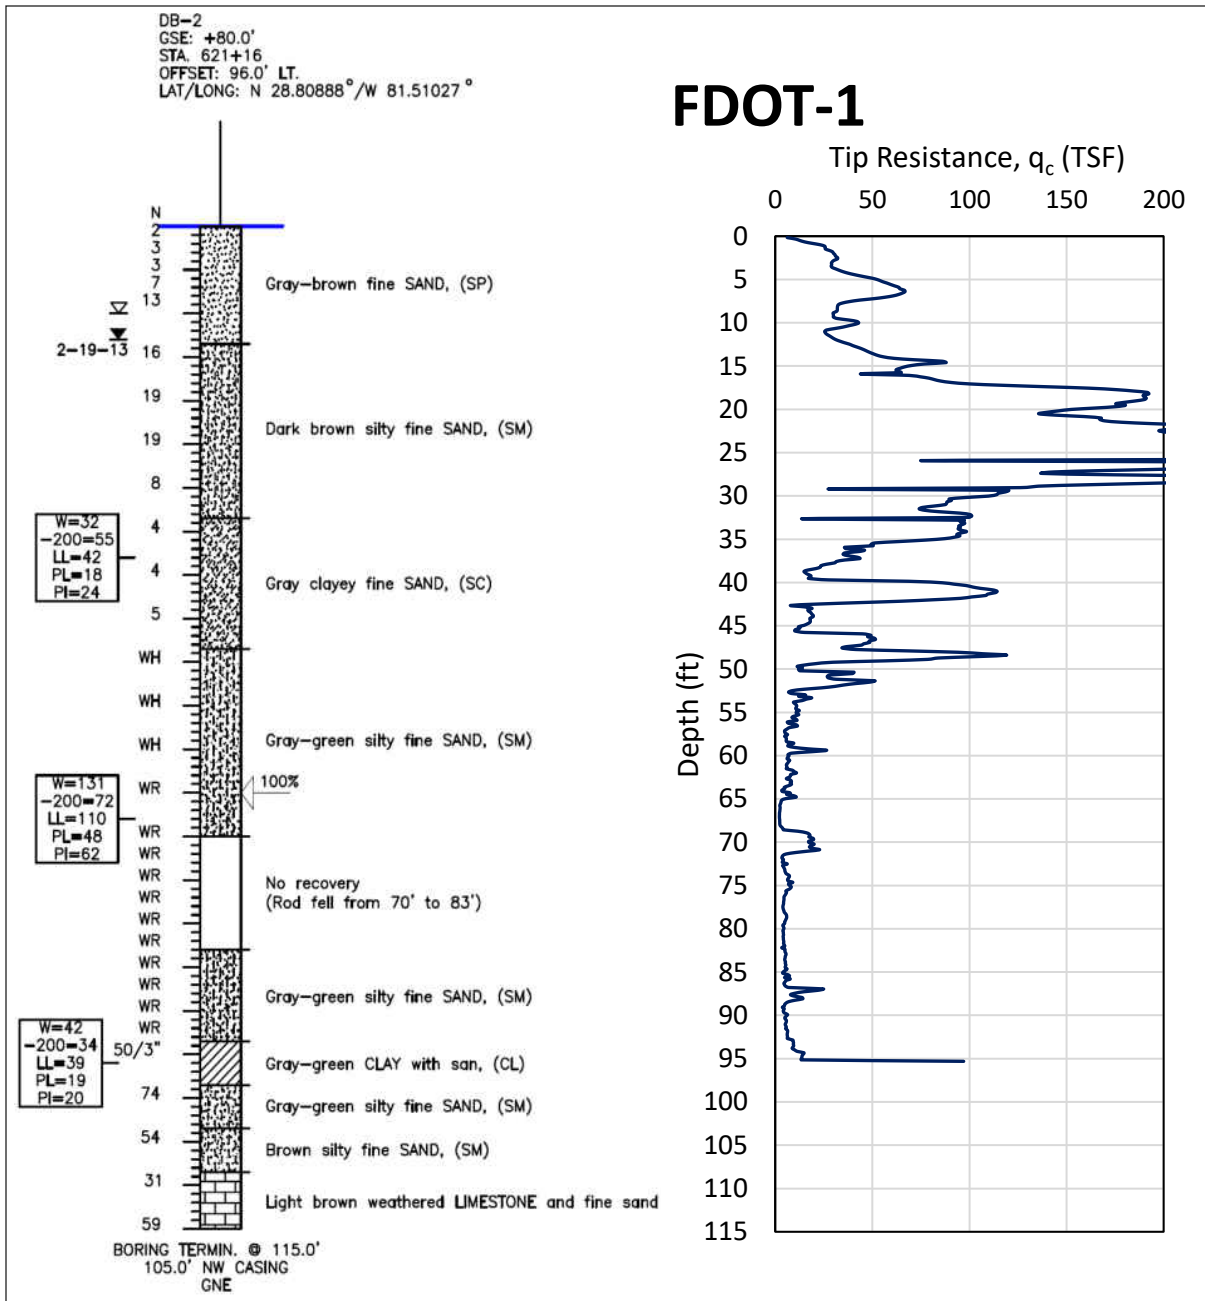 DB-2
GSE: +80.0'
STA. 621+16
OFFSET: 96.0' LT.
LAT/LONG: N 28.80888°/W 81.51027°
N
2
3
3
7
13
2-19-13
16
19
19
8
4
4
5
WH
WH
WH
WR
WR
WR
WR
WR
WR
WR
WR
WR
WR
WR
50/3"
74
54
31
59
Gray-brown fine SAND, (SP)
Dark brown silty fine SAND, (SM)
Gray clayey fine SAND, (SC)
Gray-green silty fine SAND, (SM)
100%
No recovery
(Rod fell from 70' to 83')
Gray-green silty fine SAND, (SM)
Gray-green CLAY with san, (CL)
Gray-green silty fine SAND, (SM)
Brown silty fine SAND, (SM)
Light brown weathered LIMESTONE and fine sand
W=32
-200=55
LL=42
PL=18
PI=24
W=131
-200=72
LL=110
PL=48
PI=62
W=42
-200=34
LL=39
PL=19
PI=20
BORING TERMIN. @ 115.0'
105.0' NW CASING
GNE
FDOT-1
Tip Resistance, qc (TSF)
0 50 100 150 200
Depth (ft)
0
5
10
15
20
25
30
35
40
45
50
55
60
65
70
75
80
85
90
95
100
105
110
115